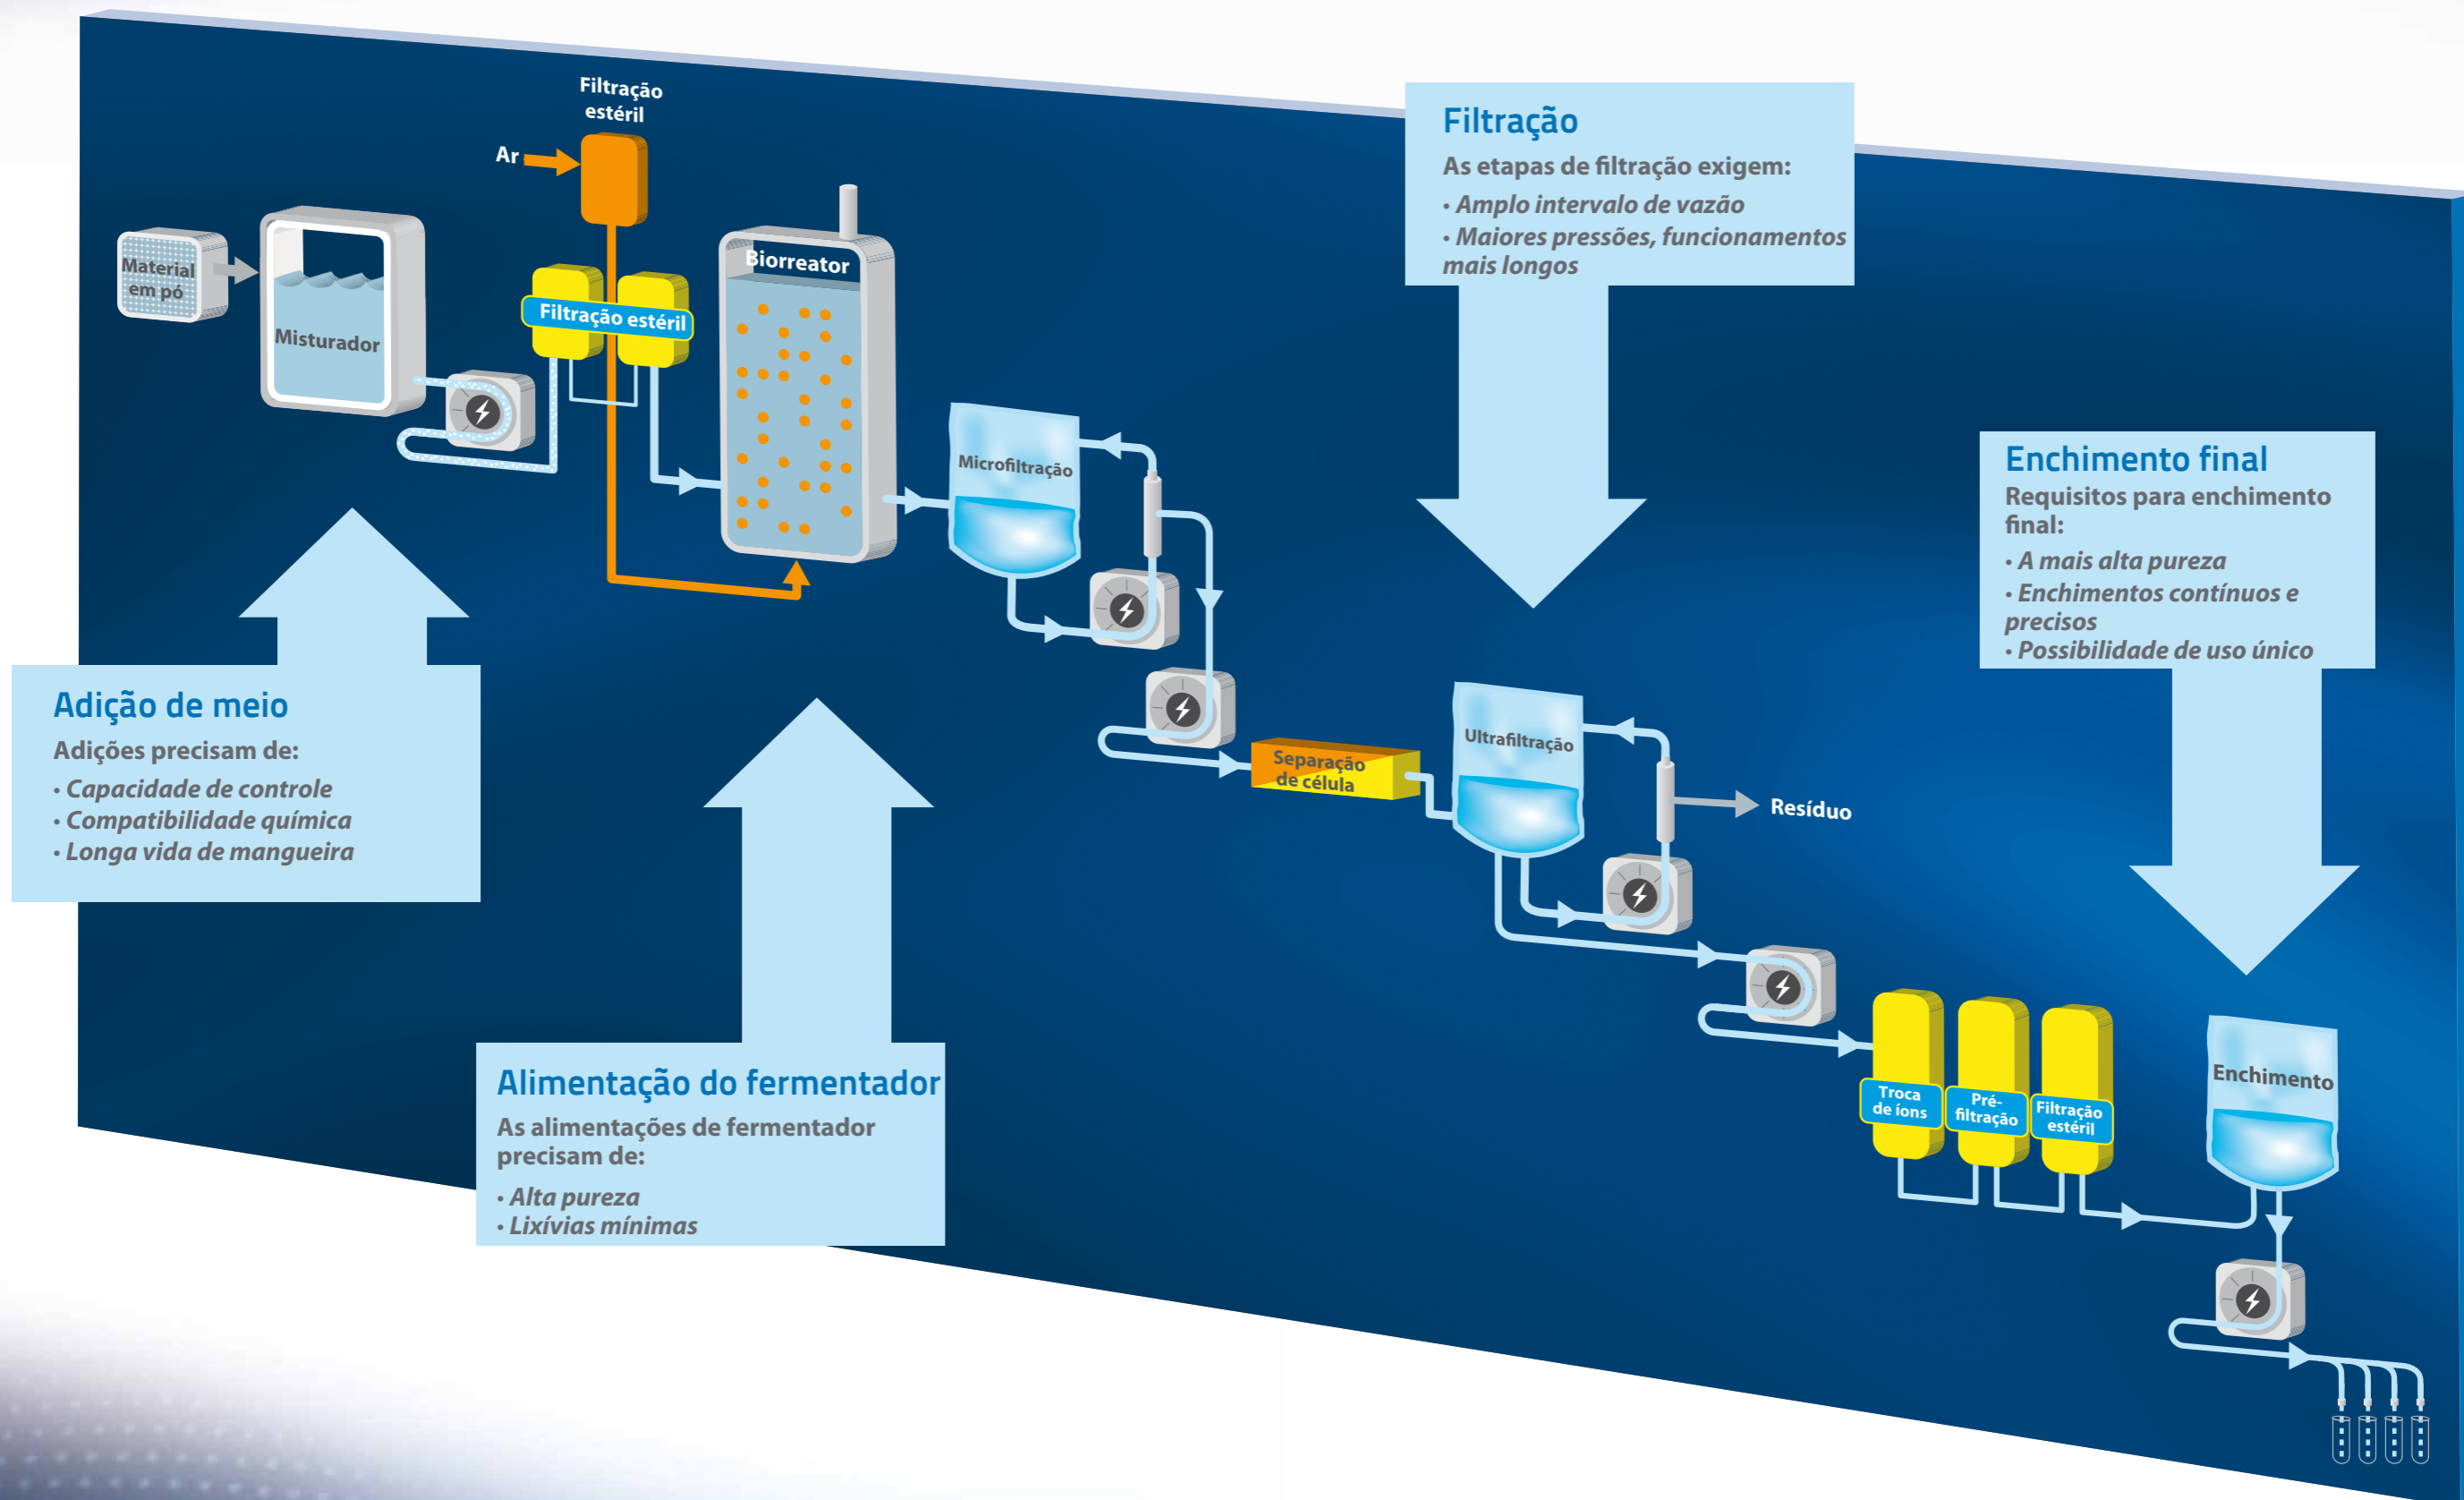 Filtração
estéril
Ar
Material
em pó
Misturador
Filtração estéril
Biorreator
Filtração
As etapas de filtração exigem:
• Amplo intervalo de vazão
• Maiores pressões, funcionamentos
mais longos
Microfiltração
Enchimento final
Requisitos para enchimento
final:
• A mais alta pureza
• Enchimentos contínuos e
precisos
• Possibilidade de uso único
Adição de meio
Adições precisam de:
• Capacidade de controle
• Compatibilidade química
• Longa vida de mangueira
Separação
de célula
Ultrafiltração
Resíduo
Alimentação do fermentador
As alimentações de fermentador
precisam de:
• Alta pureza
• Lixívias mínimas
Troca
de íons
Pré-
filtração
Filtração
estéril
Enchimento